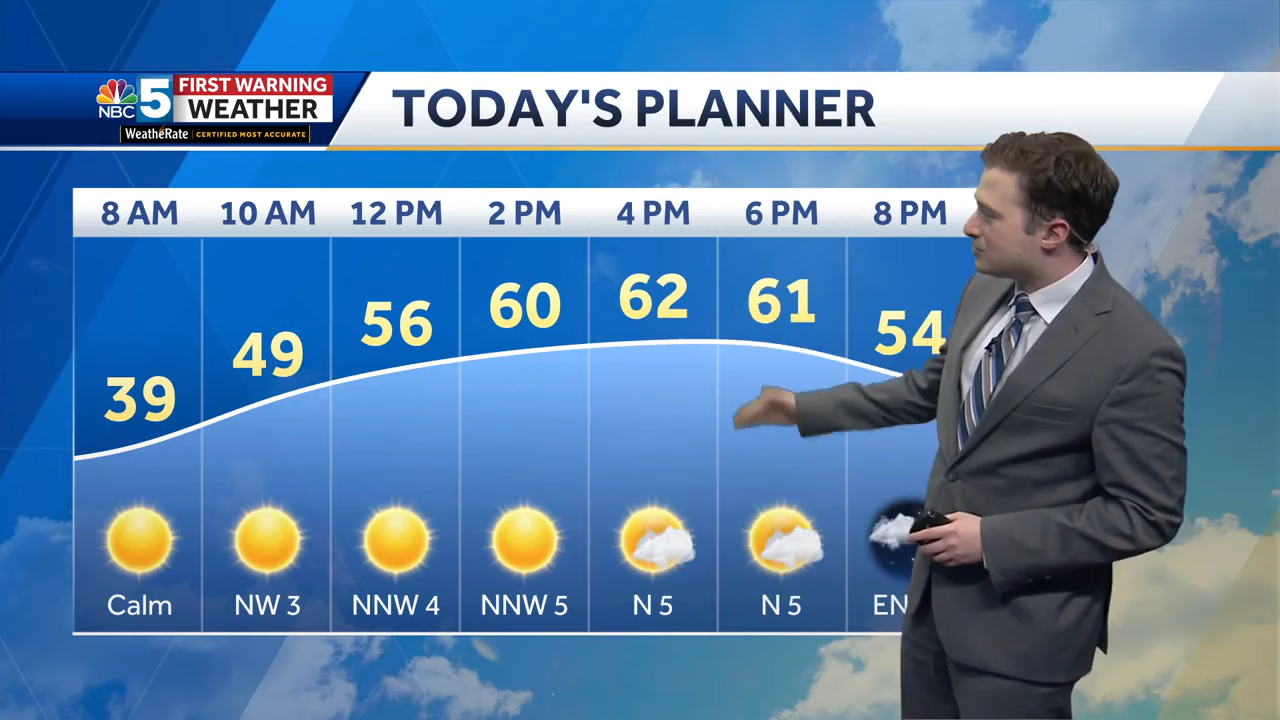 NBC 5 FIRST WARNING
WEATHER
WeatheRate | CERTIFIED MOST ACCURATE
TODAY'S PLANNER
8 AM 10 AM 12 PM 2 PM 4 PM 6 PM 8 PM
39 49 56 60 62 61 54
Calm NW 3 NNW 4 NNW 5 N 5 N 5